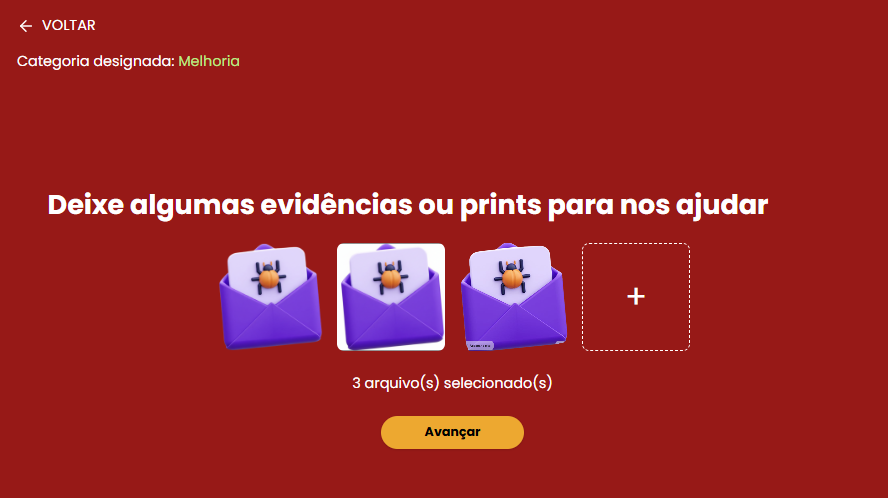 VOLTAR
Categoria designada: Melhoria
Deixe algumas evidências ou prints para nos ajudar
+
3 arquivo(s) selecionado(s)
Avançar